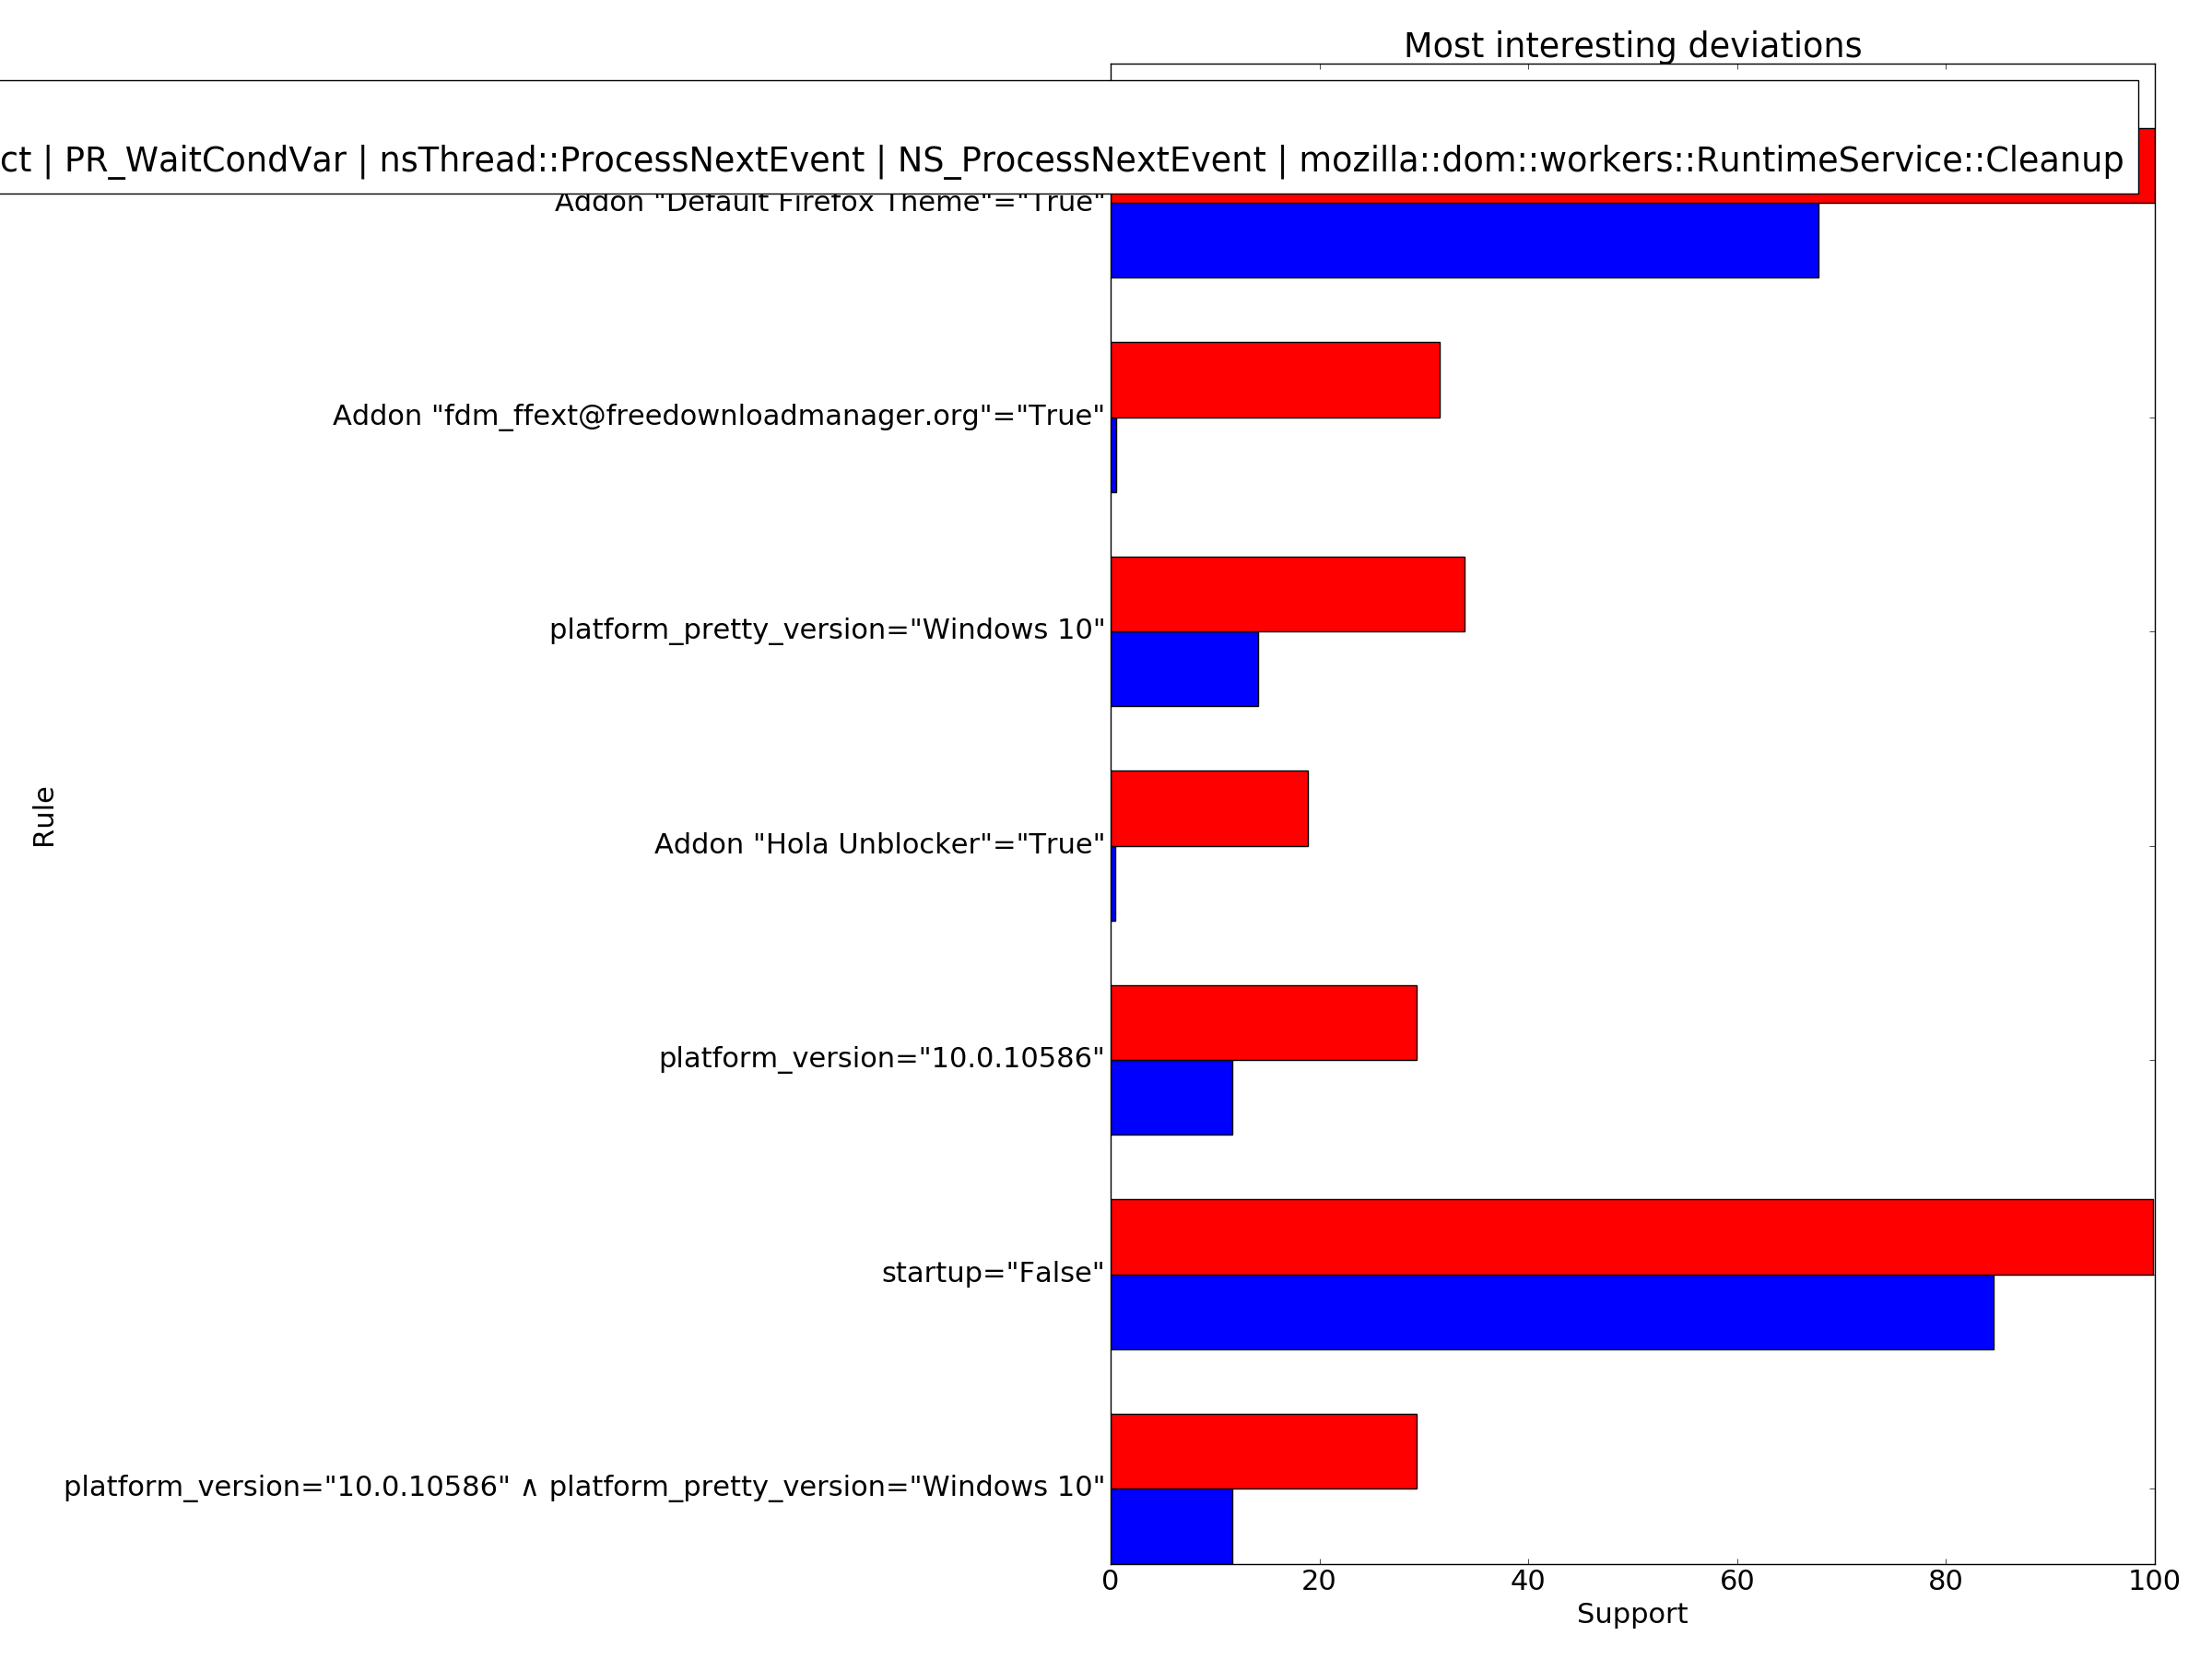 Most interesting deviations
ct | PR_WaitCondVar | nsThread::ProcessNextEvent | NS_ProcessNextEvent | mozilla::dom::workers::RuntimeService::Cleanup
Addon "Default Firefox Theme"="True"
Addon "fdm_ffext@freedownloadmanager.org"="True"
platform_pretty_version="Windows 10"
Rule
Addon "Hola Unblocker"="True"
platform_version="10.0.10586"
startup="False"
platform_version="10.0.10586" ∧ platform_pretty_version="Windows 10"
0 20 40 60 80 100
Support